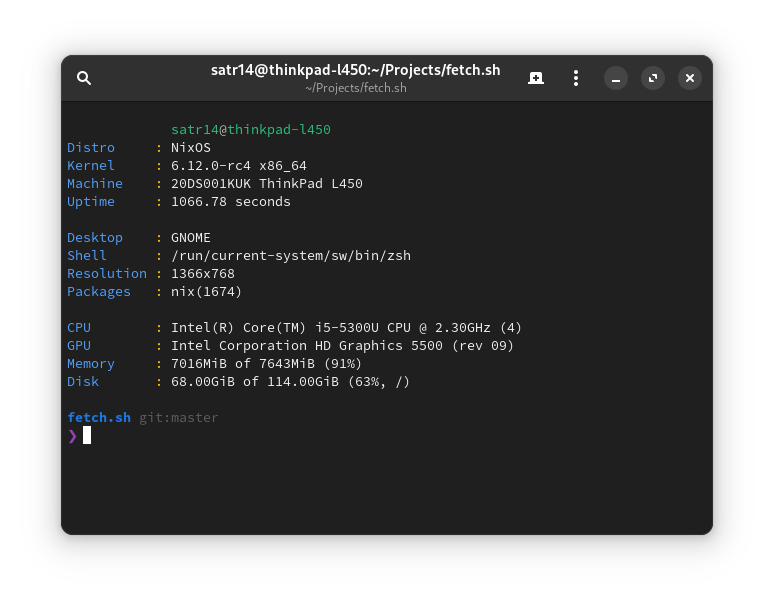 satr14@thinkpad-l450:~/Projects/fetch.sh
~/Projects/fetch.sh
satr14@thinkpad-l450
Distro : NixOS
Kernel : 6.12.0-rc4 x86_64
Machine : 20DS001KUK ThinkPad L450
Uptime : 1066.78 seconds
Desktop : GNOME
Shell : /run/current-system/sw/bin/zsh
Resolution : 1366x768
Packages : nix(1674)
CPU : Intel(R) Core(TM) i5-5300U CPU @ 2.30GHz (4)
GPU : Intel Corporation HD Graphics 5500 (rev 09)
Memory : 7016MiB of 7643MiB (91%)
Disk : 68.00GiB of 114.00GiB (63%, /)
fetch.sh git:master
❯